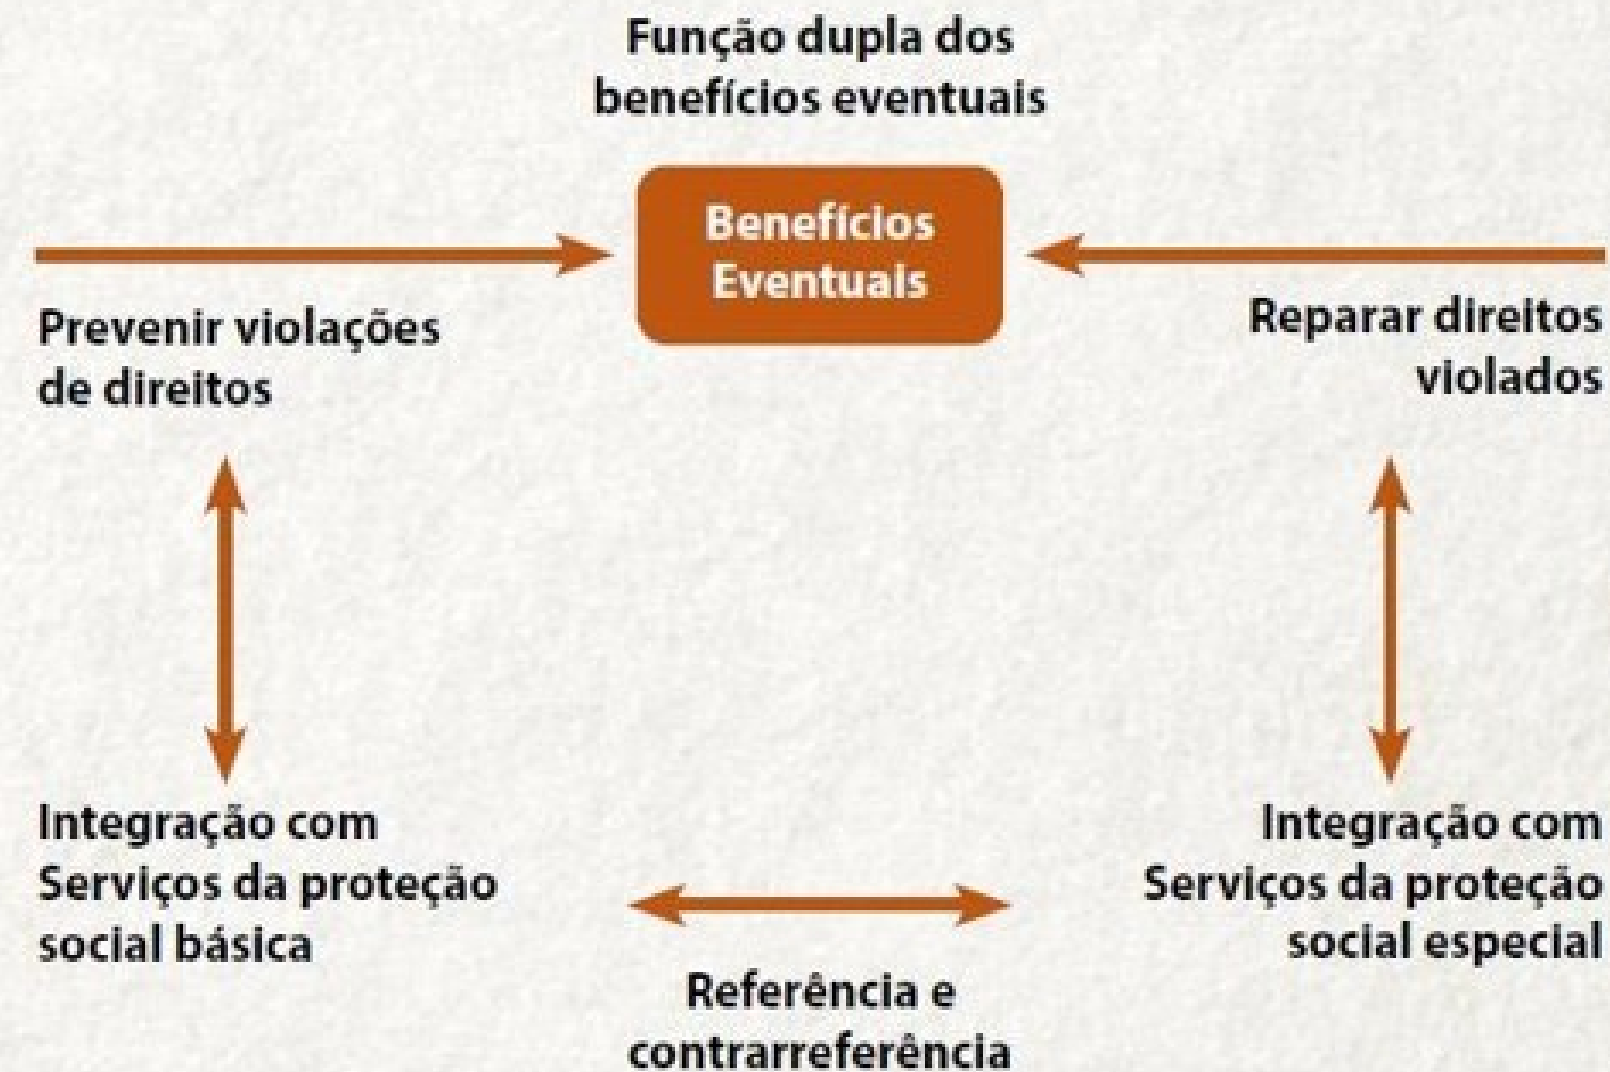 Função dupla dos
benefícios eventuais
Benefícios
Eventuais
Prevenir violações
de direitos
Reparar direitos
violados
Integração com
Serviços da proteção
social básica
Integração com
Serviços da proteção
social especial
Referência e
contrarreferência